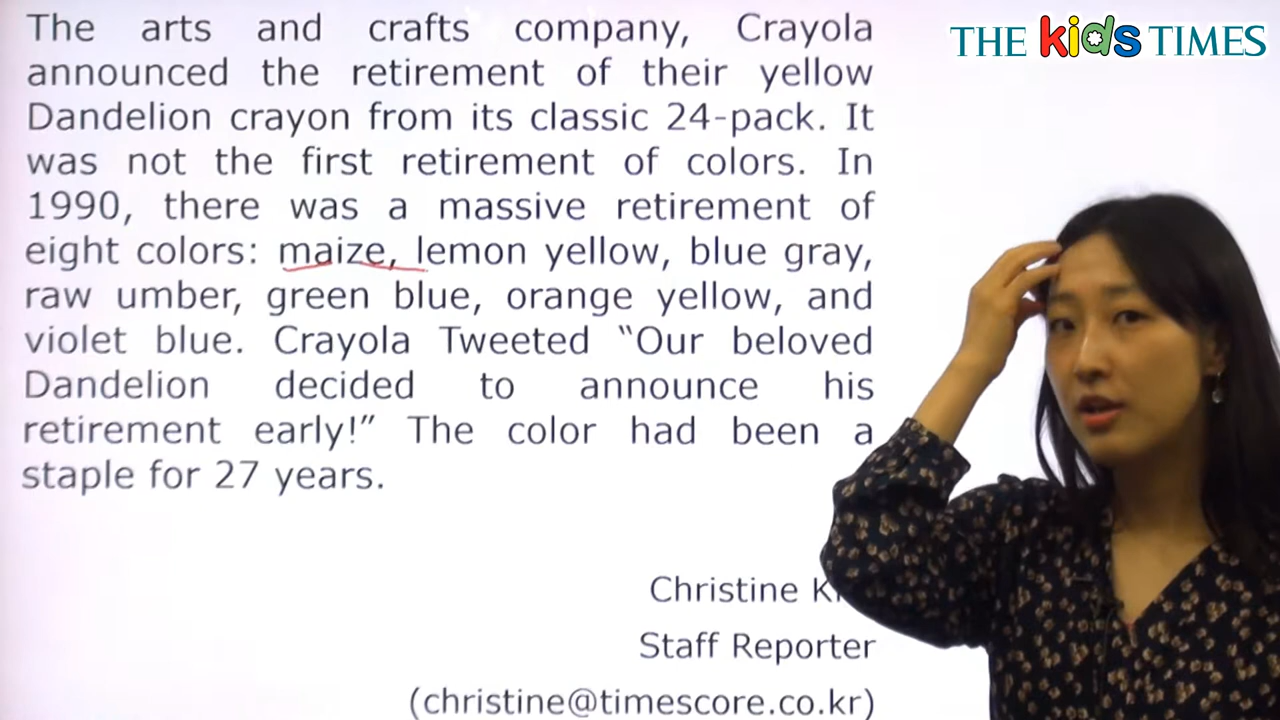 THE kids TIMES
The arts and crafts company, Crayola
announced the retirement of their yellow
Dandelion crayon from its classic 24-pack. It
was not the first retirement of colors. In
1990, there was a massive retirement of
eight colors: maize, lemon yellow, blue gray,
raw umber, green blue, orange yellow, and
violet blue. Crayola Tweeted “Our beloved
Dandelion decided to announce his
retirement early!” The color had been a
staple for 27 years.
Christine
Staff Reporter
(christine@timescore.co.kr)